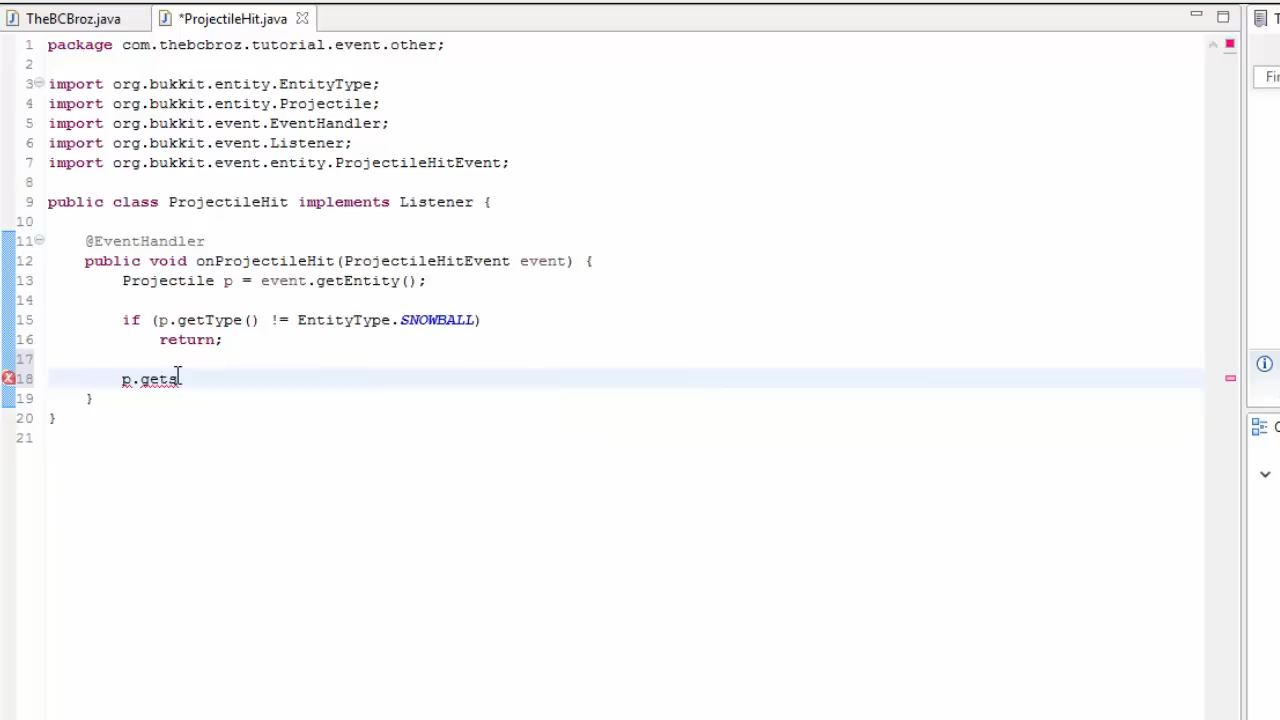 TheBCBroz.java
*ProjectileHit.java
1 package com.thebcbroz.tutorial.event.other;
2
3 import org.bukkit.entity.EntityType;
4 import org.bukkit.entity.Projectile;
5 import org.bukkit.event.EventHandler;
6 import org.bukkit.event.Listener;
7 import org.bukkit.event.entity.ProjectileHitEvent;
8
9 public class ProjectileHit implements Listener {
10
11 @EventHandler
12 public void onProjectileHit(ProjectileHitEvent event) {
13 Projectile p = event.getEntity();
14
15 if (p.getType() != EntityType.SNOWBALL)
16 return;
17
18 p.gets
19 }
20 }
21